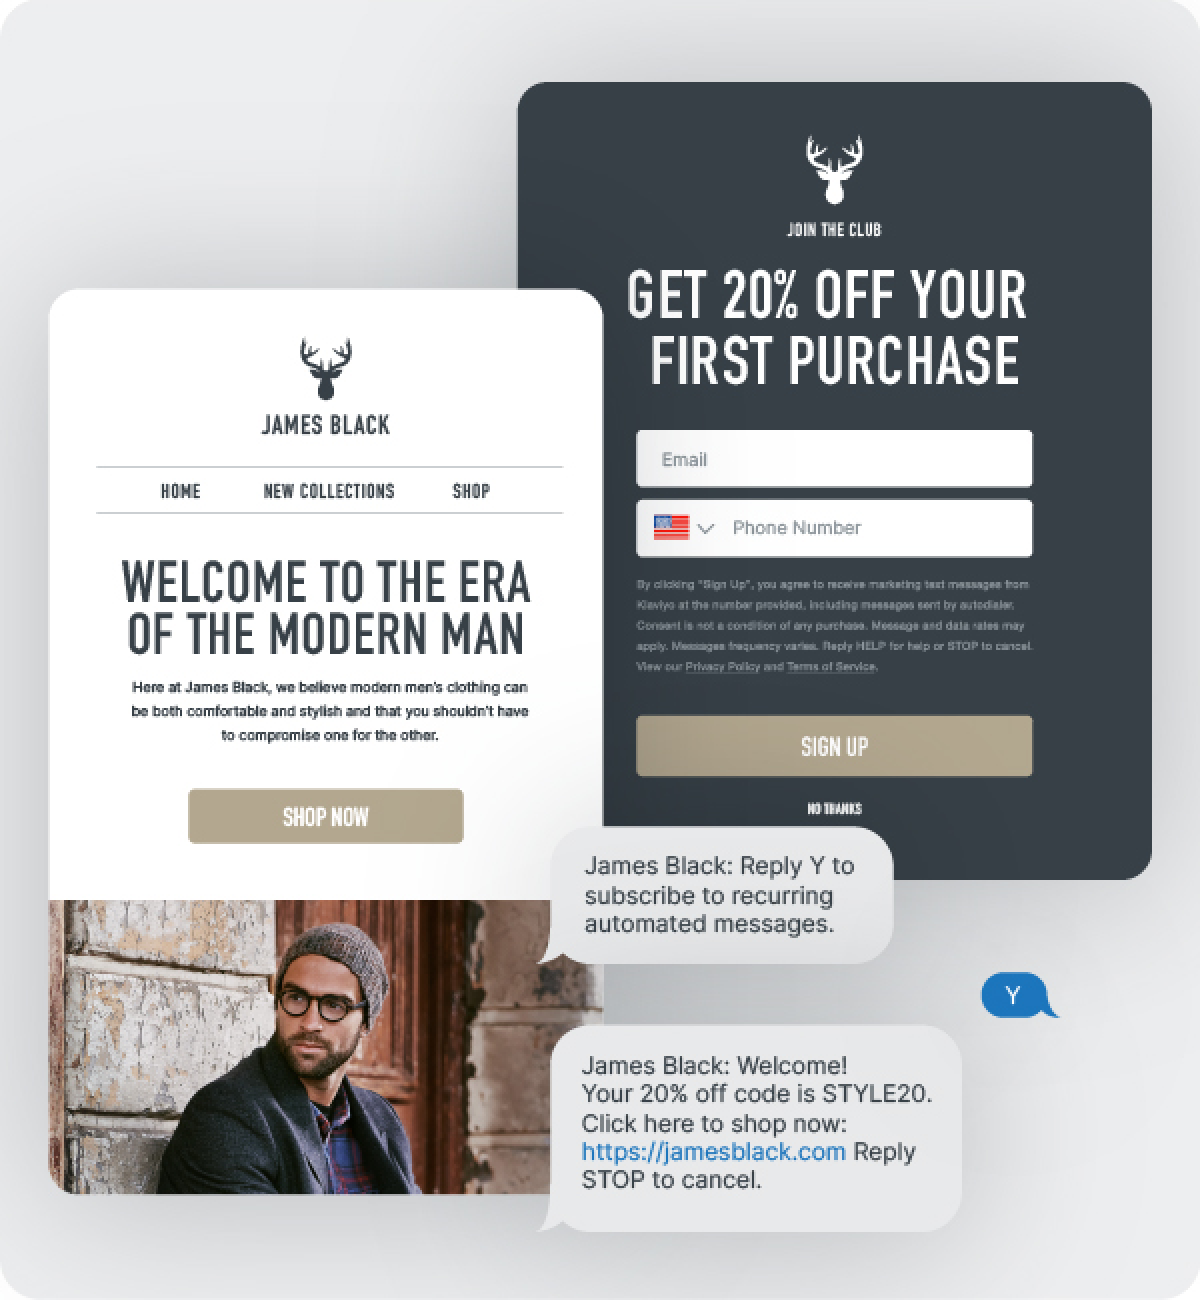 JOIN THE CLUB
GET 20% OFF YOUR
FIRST PURCHASE
Email
Phone Number
By clicking "Sign Up", you agree to receive marketing text messages from
Klaviyo at the number provided, including messages sent by autodialer.
Consent is not a condition of any purchase. Message and data rates may
apply. Messages frequency varies. Reply HELP for help or STOP to cancel.
View our Privacy Policy and Terms of Service.
SIGN UP
NO THANKS
JAMES BLACK
HOME NEW COLLECTIONS SHOP
WELCOME TO THE ERA
OF THE MODERN MAN
Here at James Black, we believe modern men's clothing can
be both comfortable and stylish and that you shouldn't have
to compromise one for the other.
SHOP NOW
James Black: Reply Y to
subscribe to recurring
automated messages.
Y
James Black: Welcome!
Your 20% off code is STYLE20.
Click here to shop now:
https://jamesblack.com Reply
STOP to cancel.